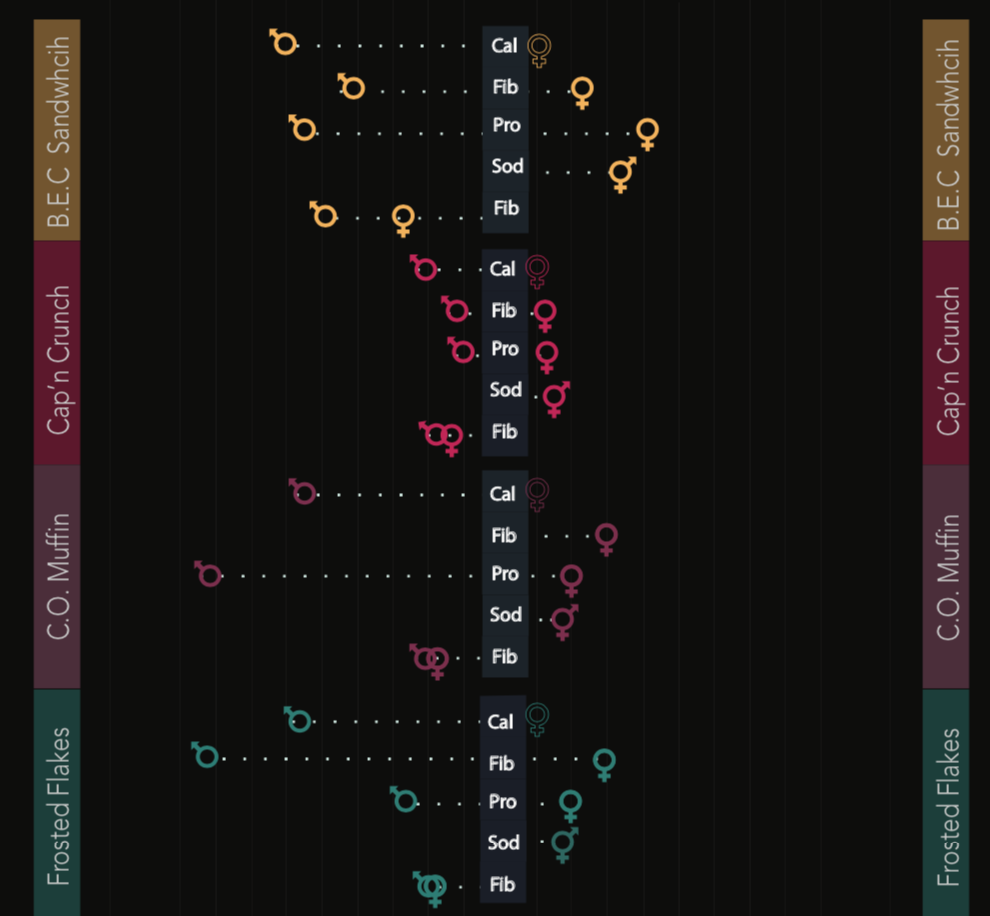 B.E.C Sandwhcih
Cal
Fib
Pro
Sod
Fib
B.E.C Sandwhcih
Cap'n Crunch
Cal
Fib
Pro
Sod
Fib
Cap'n Crunch
C.O. Muffin
Cal
Fib
Pro
Sod
Fib
C.O. Muffin
Frosted Flakes
Cal
Fib
Pro
Sod
Fib
Frosted Flakes